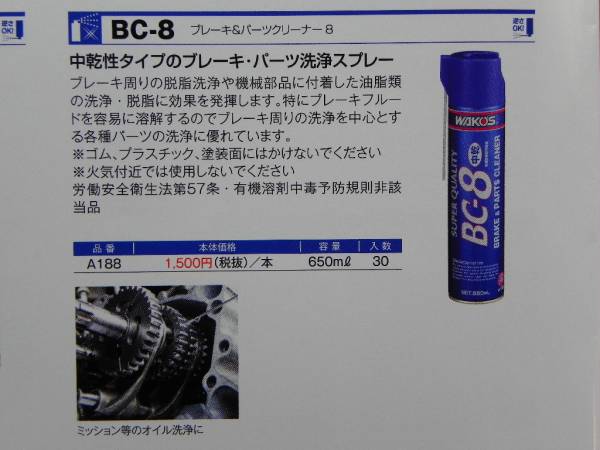 BC-8 ブレーキ&パーツクリーナー8
逆さOK!
中乾性タイプのブレーキ・パーツ洗浄スプレー
ブレーキ周りの脱脂洗浄や機械部品に付着した油脂類
の洗浄・脱脂に効果を発揮します。特にブレーキフルー
ドを容易に溶解するのでブレーキ周りの洗浄を中心とす
る各種パーツの洗浄に優れています。
※ゴム、プラスチック、塗装面にはかけないでください
※火気付近では使用しないでください
労働安全衛生法第57条・有機溶剤中毒予防規則非該
当品
品番 本体価格 容量 入数
A188 1,500円(税抜)/本 650mℓ 30
WAKO'S
SUPER QUALITY
BC-8 中乾
BRAKE & PARTS CLEANER
NET.650mL
ミッション等のオイル洗浄に